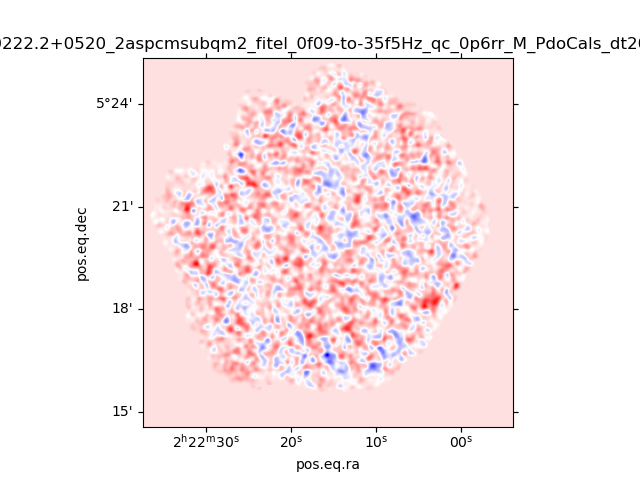 0222.2+0520_2aspcmsubqm2_fitel_0f09-to-35f5Hz_qc_0p6rr_M_PdoCals_dt20
5°24'
21'
18'
15'
pos.eq.dec
2ʰ22ᵐ30ˢ 20ˢ 10ˢ 00ˢ
pos.eq.ra